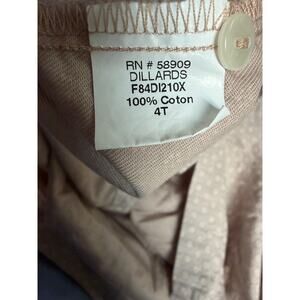 RN # 58909
DILLARDS
F84DI210X
100% Coton
4T